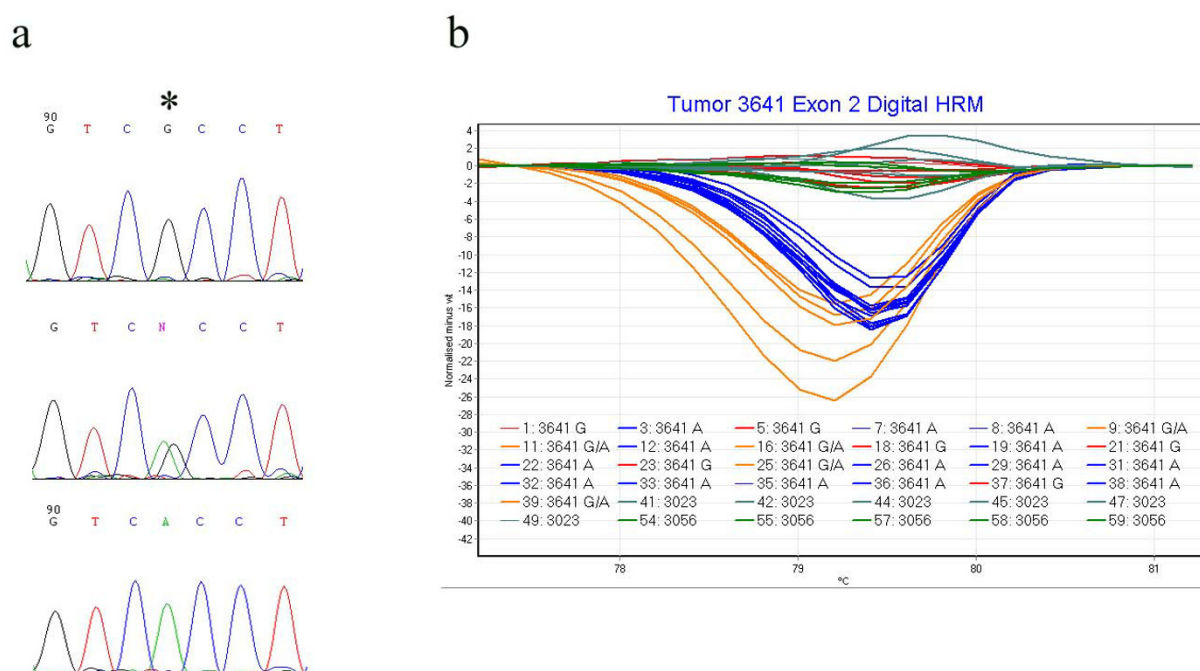 a
b
*
90
G T C G C C T
G T C N C C T
90
G T C A C C T
Tumor 3641 Exon 2 Digital HRM
Normalised minus wt
4
2
0
-2
-4
-6
-8
-10
-12
-14
-16
-18
-20
-22
-24
-26
-28
-30
-32
-34
-36
-38
-40
-42
1: 3641 G 3: 3641 A 5: 3641 G 7: 3641 A 8: 3641 A 9: 3641 G/A
11: 3641 G/A 12: 3641 A 16: 3641 G/A 18: 3641 G 19: 3641 A 21: 3641 G
22: 3641 A 23: 3641 G 25: 3641 G/A 26: 3641 A 29: 3641 A 31: 3641 A
32: 3641 A 33: 3641 A 35: 3641 A 36: 3641 A 37: 3641 G 38: 3641 A
39: 3641 G/A 41: 3023 42: 3023 44: 3023 45: 3023 47: 3023
49: 3023 54: 3056 55: 3056 57: 3056 58: 3056 59: 3056
78 79 80 81
°C